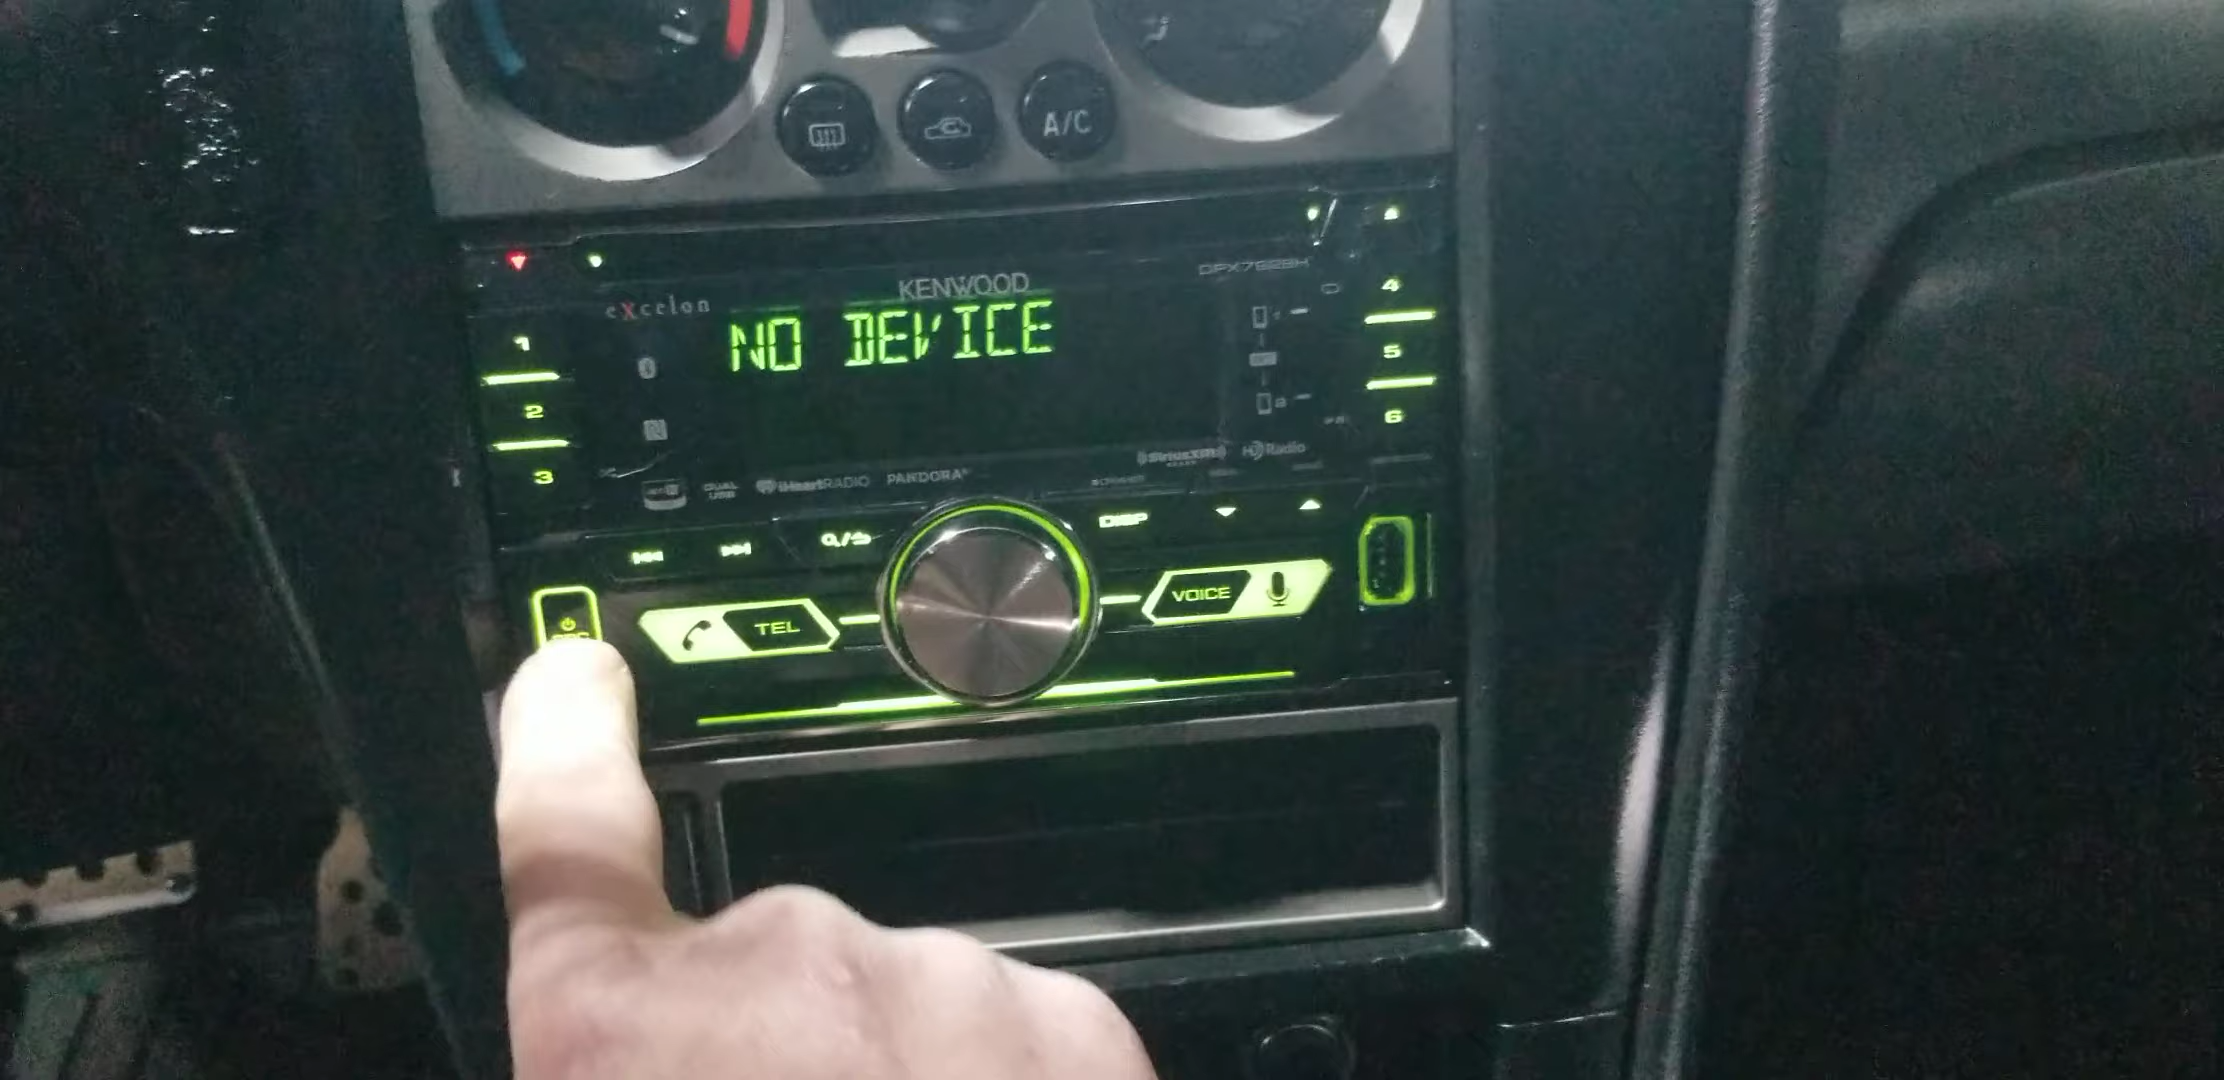 A/C
KENWOOD
eXcelon
NO DEVICE
1
2
3
4
5
6
DUAL
USB
iHeartRADIO
PANDORA
SiriusXM
HD Radio
DISP
TEL
VOICE